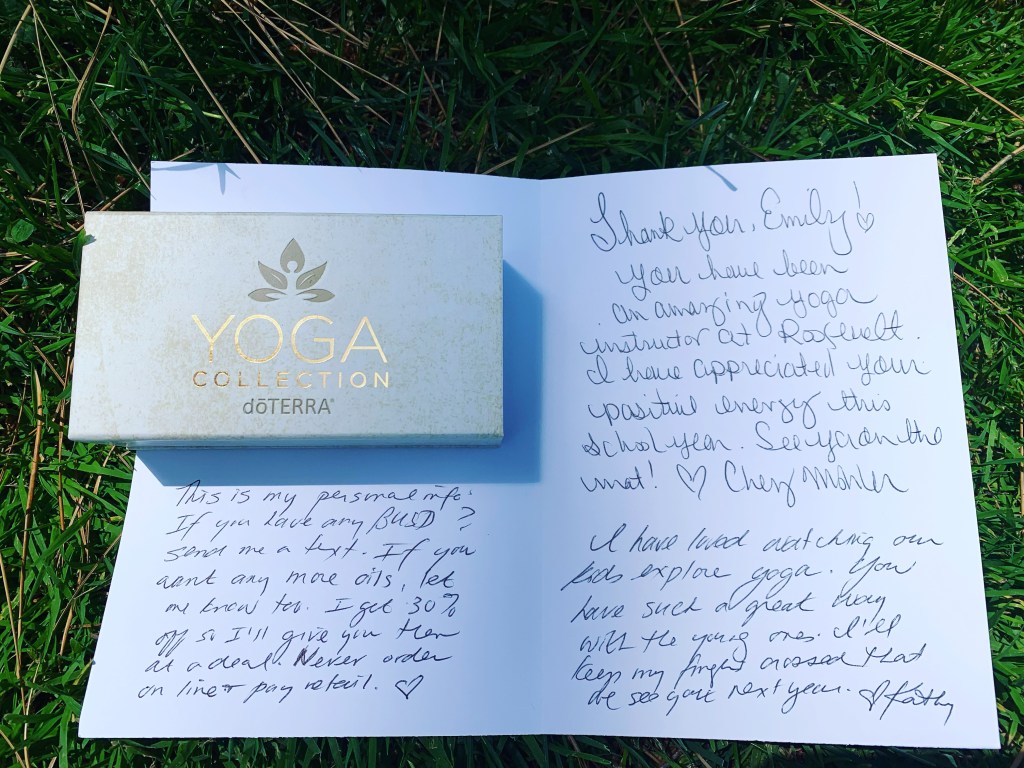 YOGA
COLLECTION
dōTERRA®
This is my personal info.
If you have any BUSD ?
send me a text. If you
want any more oils, let
me know too. I get 30%
off so I'll give you them
at a deal. Never order
on line & pay retail. ♡
Thank you, Emily! ♡
You have been
an amazing yoga
instructor at Roosevelt.
I have appreciated your
positive energy this
school year. See you on the
mat! ♡ Mohler
I have loved watching our
kids explore yoga. You
have such a great way
with the young ones. I'll
keep my fingers crossed that
we see you next year. ♡ Kathy